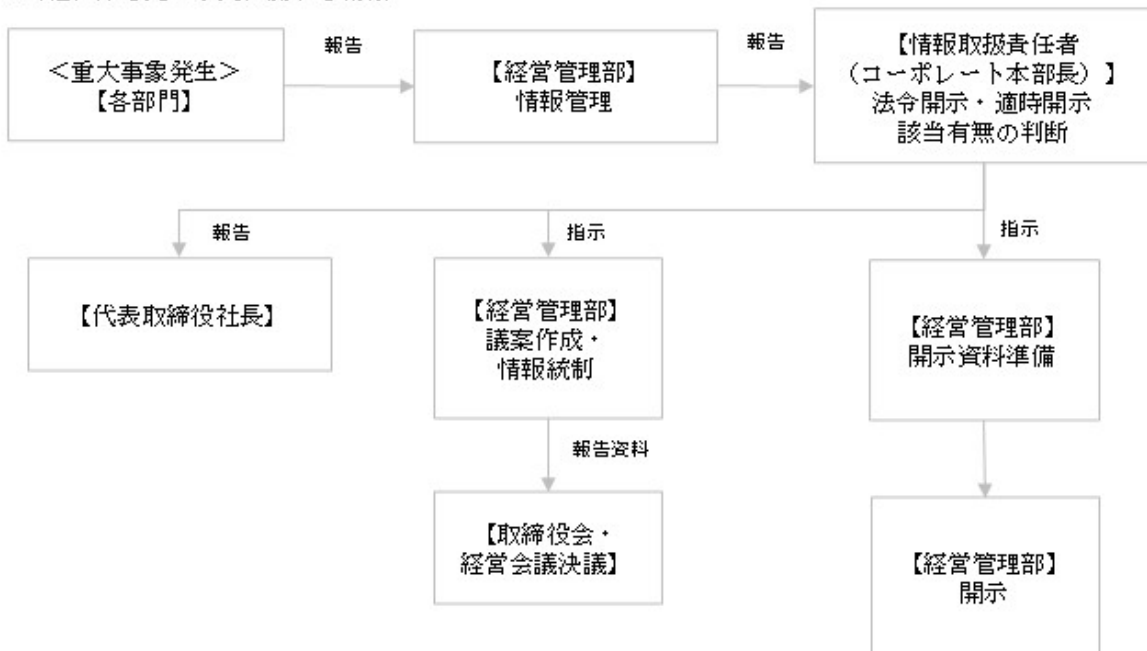 報告
報告
＜重大事象発生＞
【各部門】
【経営管理部】
情報管理
【情報取扱責任者
（コーポレート本部長）】
法令開示・適時開示
該当有無の判断
報告
指示
指示
【代表取締役社長】
【経営管理部】
議案作成・
情報統制
【経営管理部】
開示資料準備
報告資料
【取締役会・
経営会議決議】
【経営管理部】
開示